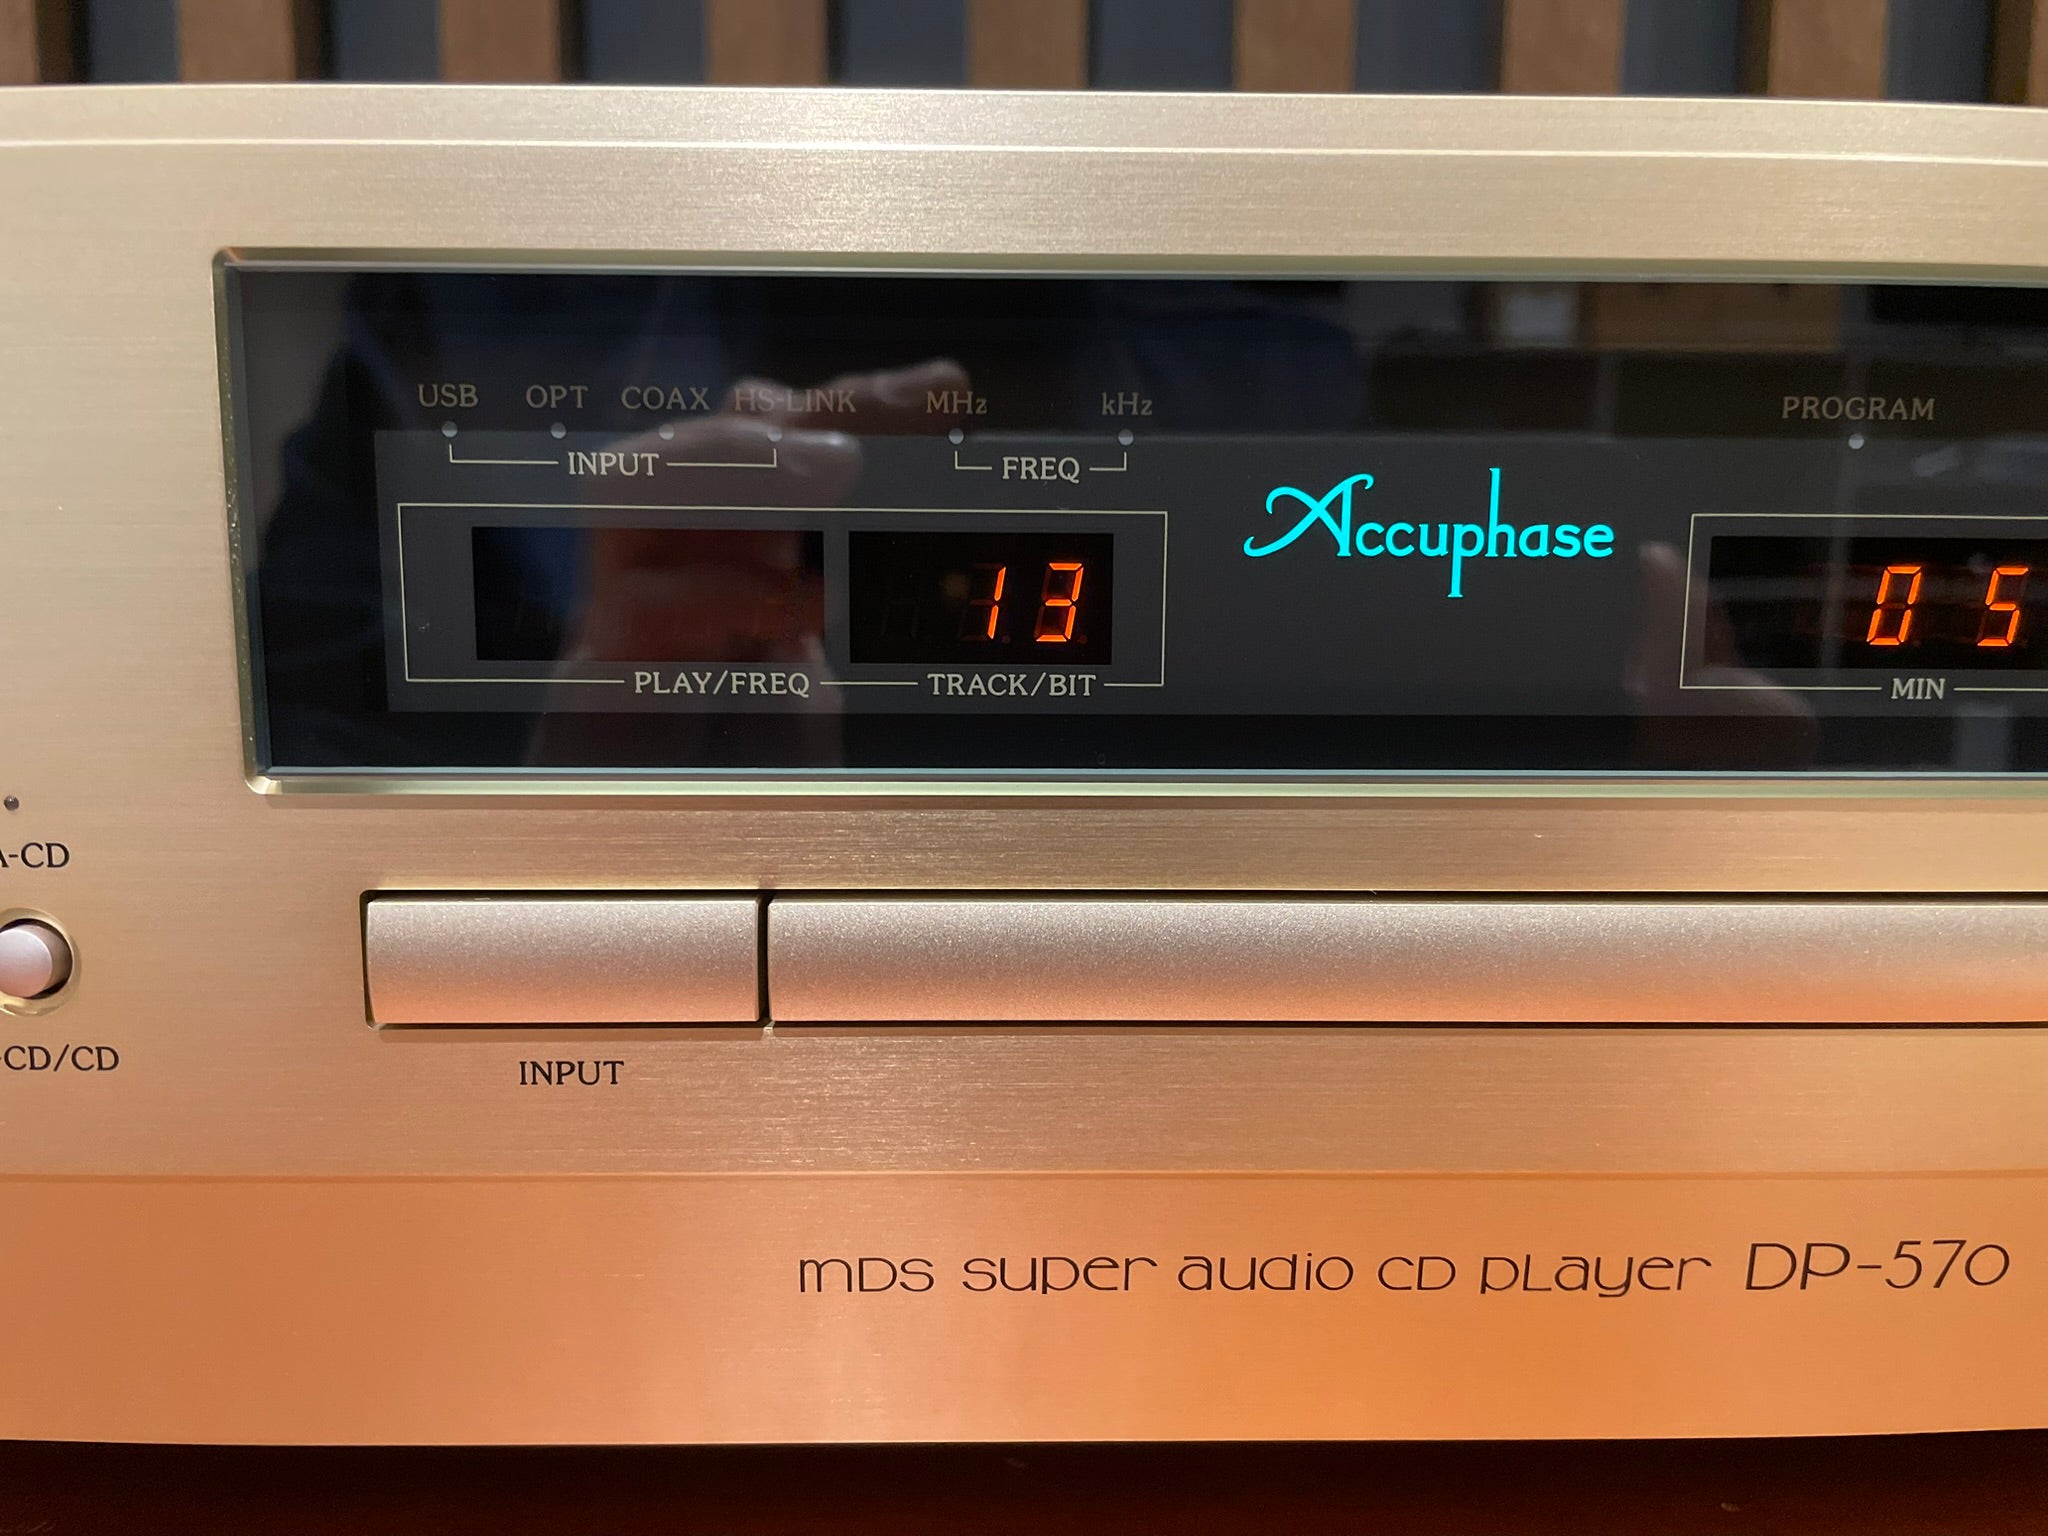 USB OPT COAX HS-LINK MHz kHz PROGRAM
INPUT FREQ
Accuphase
13 05
PLAY/FREQ TRACK/BIT MIN
A-CD
-CD/CD
INPUT
MDS SUPER AUDIO CD PLAYER DP-570